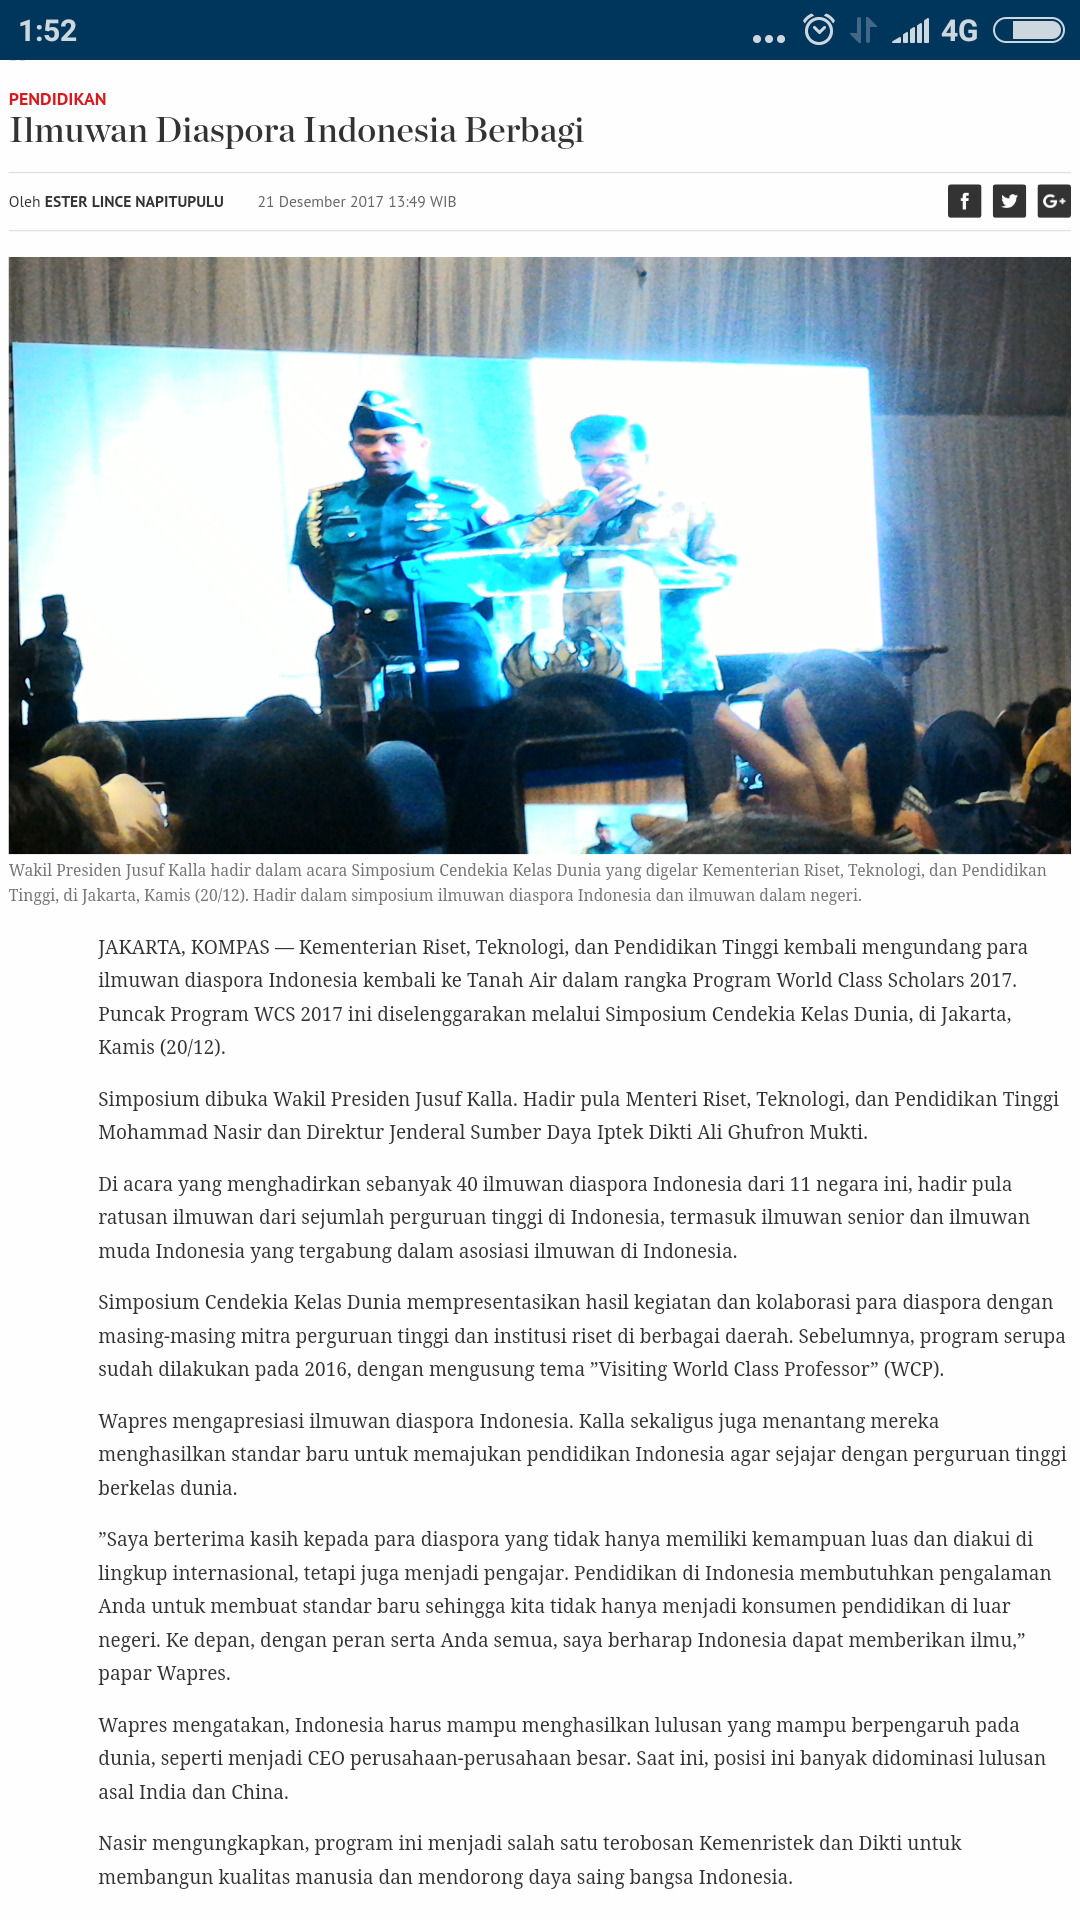 1:52
4G
PENDIDIKAN
Ilmuwan Diaspora Indonesia Berbagi
Oleh ESTER LINCE NAPITUPULU 21 Desember 2017 13:49 WIB
f G+
Wakil Presiden Jusuf Kalla hadir dalam acara Simposium Cendekia Kelas Dunia yang digelar Kementerian Riset, Teknologi, dan Pendidikan
Tinggi, di Jakarta, Kamis (20/12). Hadir dalam simposium ilmuwan diaspora Indonesia dan ilmuwan dalam negeri.
JAKARTA, KOMPAS — Kementerian Riset, Teknologi, dan Pendidikan Tinggi kembali mengundang para
ilmuwan diaspora Indonesia kembali ke Tanah Air dalam rangka Program World Class Scholars 2017.
Puncak Program WCS 2017 ini diselenggarakan melalui Simposium Cendekia Kelas Dunia, di Jakarta,
Kamis (20/12).
Simposium dibuka Wakil Presiden Jusuf Kalla. Hadir pula Menteri Riset, Teknologi, dan Pendidikan Tinggi
Mohammad Nasir dan Direktur Jenderal Sumber Daya Iptek Dikti Ali Ghufron Mukti.
Di acara yang menghadirkan sebanyak 40 ilmuwan diaspora Indonesia dari 11 negara ini, hadir pula
ratusan ilmuwan dari sejumlah perguruan tinggi di Indonesia, termasuk ilmuwan senior dan ilmuwan
muda Indonesia yang tergabung dalam asosiasi ilmuwan di Indonesia.
Simposium Cendekia Kelas Dunia mempresentasikan hasil kegiatan dan kolaborasi para diaspora dengan
masing-masing mitra perguruan tinggi dan institusi riset di berbagai daerah. Sebelumnya, program serupa
sudah dilakukan pada 2016, dengan mengusung tema ”Visiting World Class Professor” (WCP).
Wapres mengapresiasi ilmuwan diaspora Indonesia. Kalla sekaligus juga menantang mereka
menghasilkan standar baru untuk memajukan pendidikan Indonesia agar sejajar dengan perguruan tinggi
berkelas dunia.
”Saya berterima kasih kepada para diaspora yang tidak hanya memiliki kemampuan luas dan diakui di
lingkup internasional, tetapi juga menjadi pengajar. Pendidikan di Indonesia membutuhkan pengalaman
Anda untuk membuat standar baru sehingga kita tidak hanya menjadi konsumen pendidikan di luar
negeri. Ke depan, dengan peran serta Anda semua, saya berharap Indonesia dapat memberikan ilmu,”
papar Wapres.
Wapres mengatakan, Indonesia harus mampu menghasilkan lulusan yang mampu berpengaruh pada
dunia, seperti menjadi CEO perusahaan-perusahaan besar. Saat ini, posisi ini banyak didominasi lulusan
asal India dan China.
Nasir mengungkapkan, program ini menjadi salah satu terobosan Kemenristek dan Dikti untuk
membangun kualitas manusia dan mendorong daya saing bangsa Indonesia.